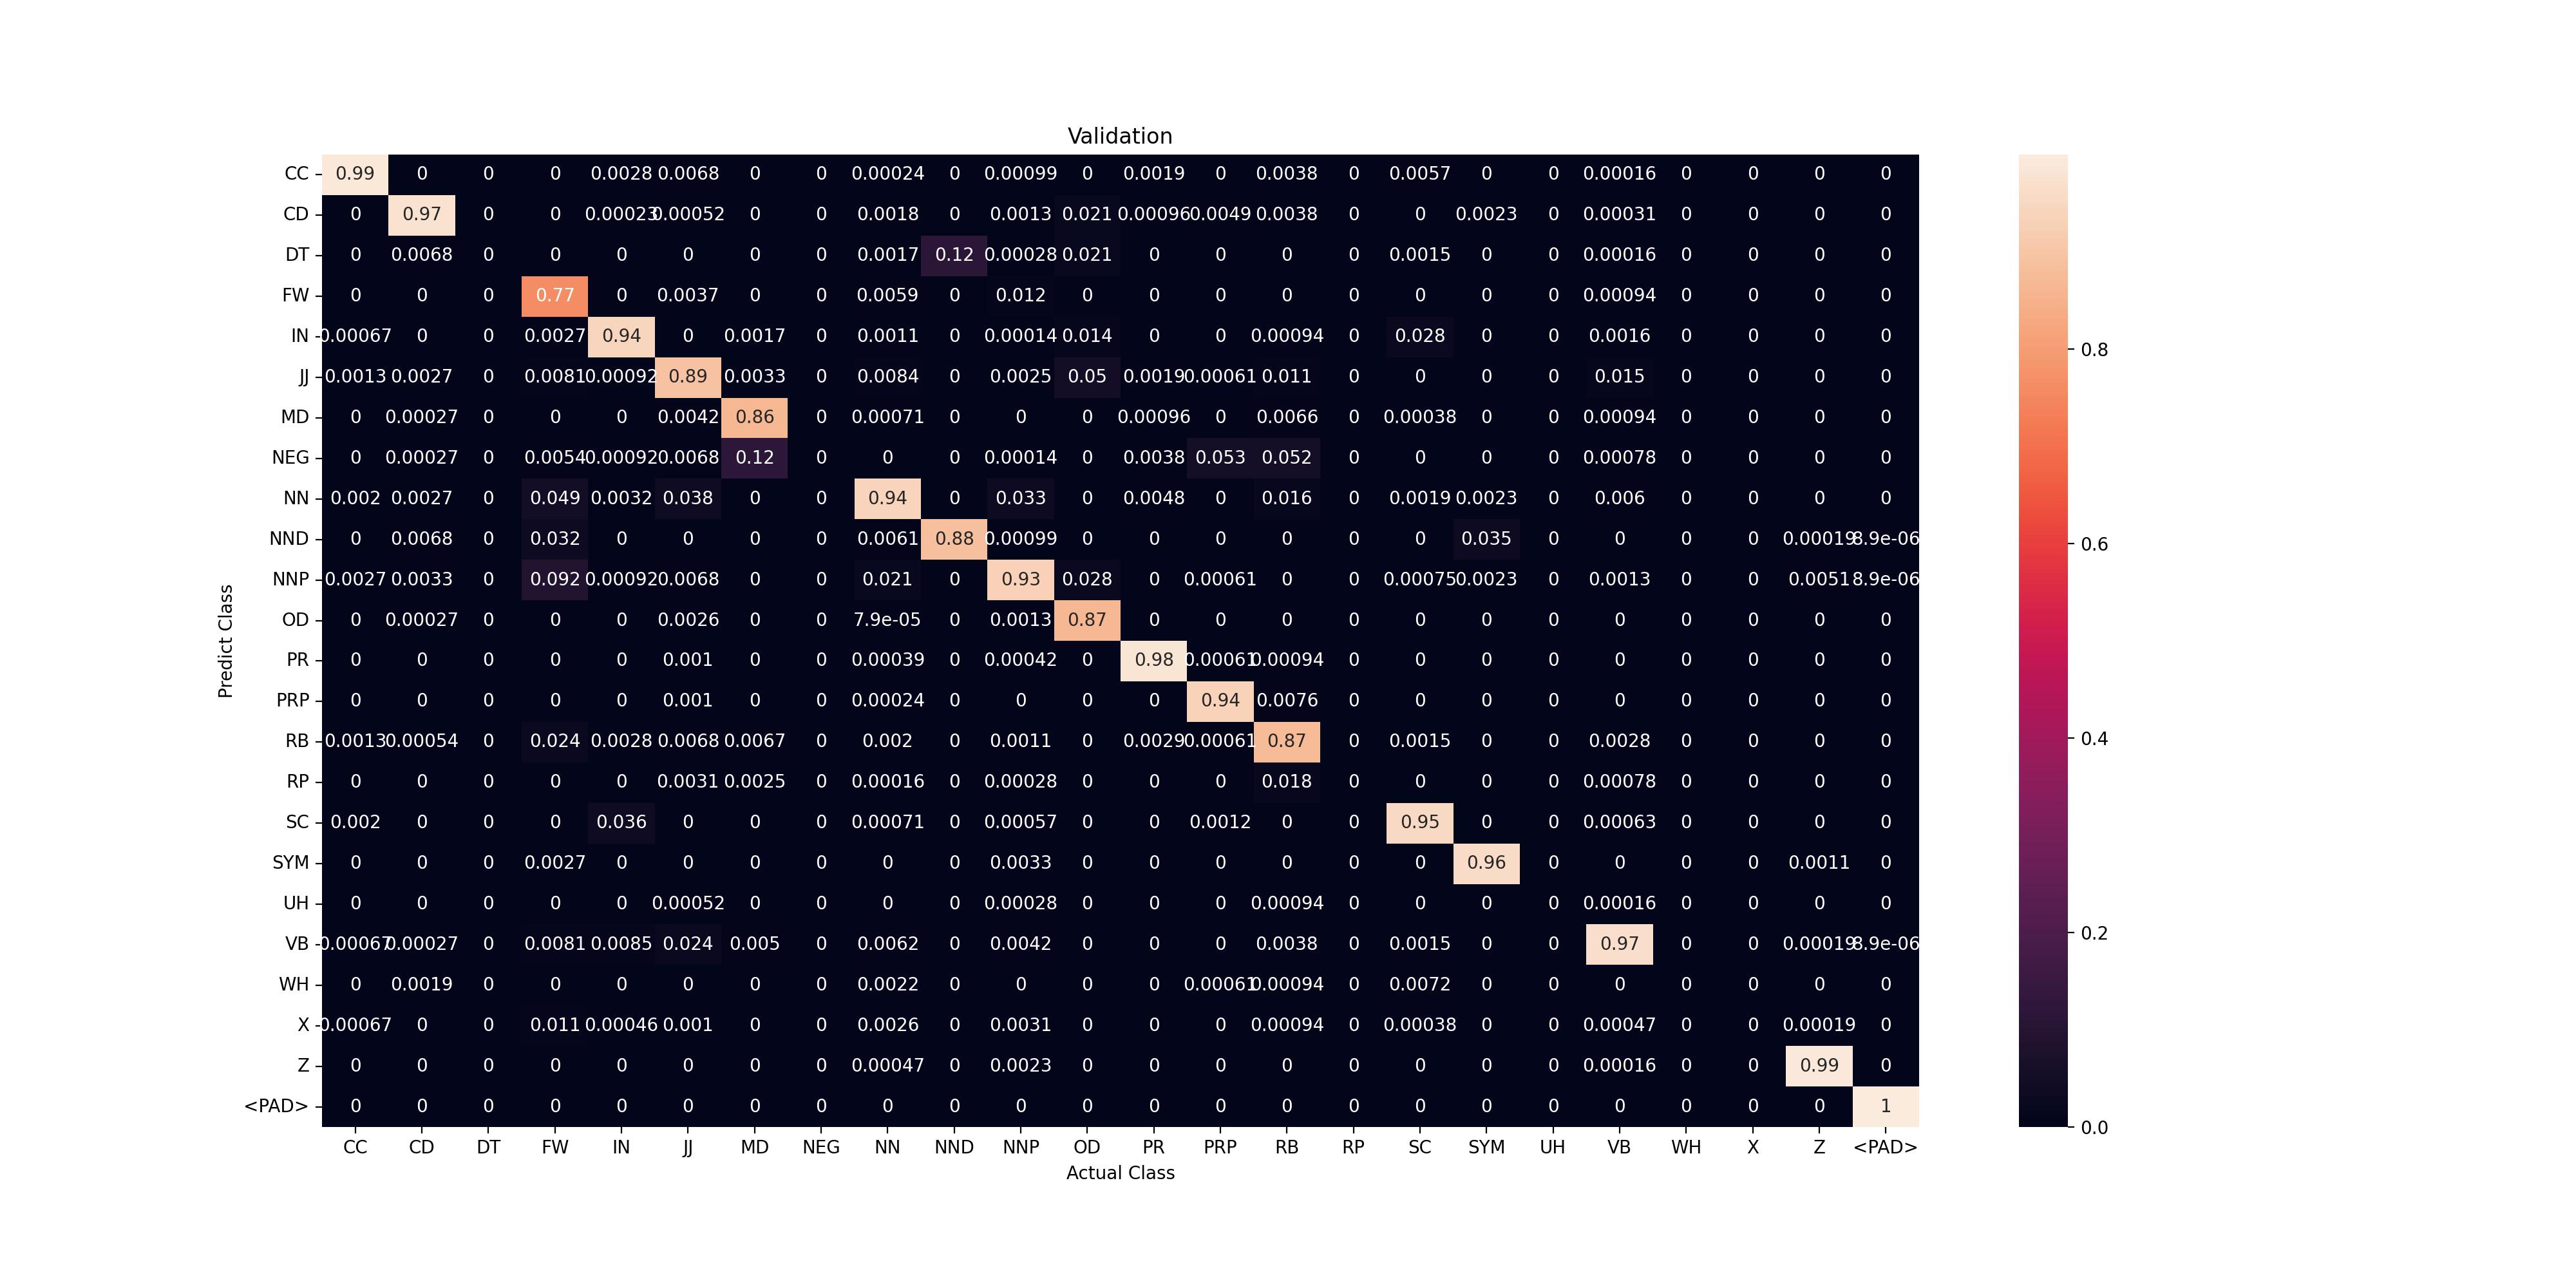 Validation
CC 0.99 0 0 0 0.0028 0.0068 0 0 0.00024 0 0.00099 0 0.0019 0 0.0038 0 0.0057 0 0 0.00016 0 0 0 0
CD 0 0.97 0 0 0.00023 0.00052 0 0 0.0018 0 0.0013 0.021 0.00096 0.0049 0.0038 0 0 0.0023 0 0.00031 0 0 0 0
DT 0 0.0068 0 0 0 0 0 0 0.0017 0.12 0.00028 0.021 0 0 0 0 0.0015 0 0 0.00016 0 0 0 0
FW 0 0 0 0.77 0 0.0037 0 0 0.0059 0 0.012 0 0 0 0 0 0 0 0 0.00094 0 0 0 0
IN 0.00067 0 0 0.0027 0.94 0 0.0017 0 0.0011 0 0.00014 0.014 0 0 0.00094 0 0.028 0 0 0.0016 0 0 0 0
JJ 0.0013 0.0027 0 0.0081 0.00092 0.89 0.0033 0 0.0084 0 0.0025 0.05 0.0019 0.00061 0.011 0 0 0 0 0.015 0 0 0 0
MD 0 0.00027 0 0 0 0.0042 0.86 0 0.00071 0 0 0 0.00096 0 0.0066 0 0.00038 0 0 0.00094 0 0 0 0
NEG 0 0.00027 0 0.0054 0.00092 0.0068 0.12 0 0 0 0.00014 0 0.0038 0.053 0.052 0 0 0 0 0.00078 0 0 0 0
NN 0.002 0.0027 0 0.049 0.0032 0.038 0 0 0.94 0 0.033 0 0.0048 0 0.016 0 0.0019 0.0023 0 0.006 0 0 0 0
NND 0 0.0068 0 0.032 0 0 0 0 0.0061 0.88 0.00099 0 0 0 0 0 0 0.035 0 0 0 0 0.00019 8.9e-06
NNP 0.0027 0.0033 0 0.092 0.00092 0.0068 0 0 0.021 0 0.93 0.028 0 0.00061 0 0 0.00075 0.0023 0 0.0013 0 0 0.0051 8.9e-06
OD 0 0.00027 0 0 0 0.0026 0 0 7.9e-05 0 0.0013 0.87 0 0 0 0 0 0 0 0 0 0 0 0
PR 0 0 0 0 0 0.001 0 0 0.00039 0 0.00042 0 0.98 0.00061 0.00094 0 0 0 0 0 0 0 0 0
PRP 0 0 0 0 0 0.001 0 0 0.00024 0 0 0 0 0.94 0.0076 0 0 0 0 0 0 0 0 0
RB 0.0013 0.00054 0 0.024 0.0028 0.0068 0.0067 0 0.002 0 0.0011 0 0.0029 0.00061 0.87 0 0.0015 0 0 0.0028 0 0 0 0
RP 0 0 0 0 0 0.0031 0.0025 0 0.00016 0 0.00028 0 0 0 0.018 0 0 0 0 0.00078 0 0 0 0
SC 0.002 0 0 0 0.036 0 0 0 0.00071 0 0.00057 0 0 0.0012 0 0 0.95 0 0 0.00063 0 0 0 0
SYM 0 0 0 0.0027 0 0 0 0 0 0 0.0033 0 0 0 0 0 0 0.96 0 0 0 0 0.0011 0
UH 0 0 0 0 0 0.00052 0 0 0 0 0.00028 0 0 0 0.00094 0 0 0 0 0.00016 0 0 0 0
VB 0.00067 0.00027 0 0.0081 0.0085 0.024 0.005 0 0.0062 0 0.0042 0 0 0 0.0038 0 0.0015 0 0 0.97 0 0 0.00019 8.9e-06
WH 0 0.0019 0 0 0 0 0 0 0.0022 0 0 0 0 0.00061 0.00094 0 0.0072 0 0 0 0 0 0 0
X 0.00067 0 0 0.011 0.00046 0.001 0 0 0.0026 0 0.0031 0 0 0 0.00094 0 0.00038 0 0 0.00047 0 0 0.00019 0
Z 0 0 0 0 0 0 0 0 0.00047 0 0.0023 0 0 0 0 0 0 0 0 0.00016 0 0 0.99 0
<PAD> 0 0 0 0 0 0 0 0 0 0 0 0 0 0 0 0 0 0 0 0 0 0 0 1
CC CD DT FW IN JJ MD NEG NN NND NNP OD PR PRP RB RP SC SYM UH VB WH X Z <PAD>
Actual Class
Predict Class
0.8
0.6
0.4
0.2
0.0